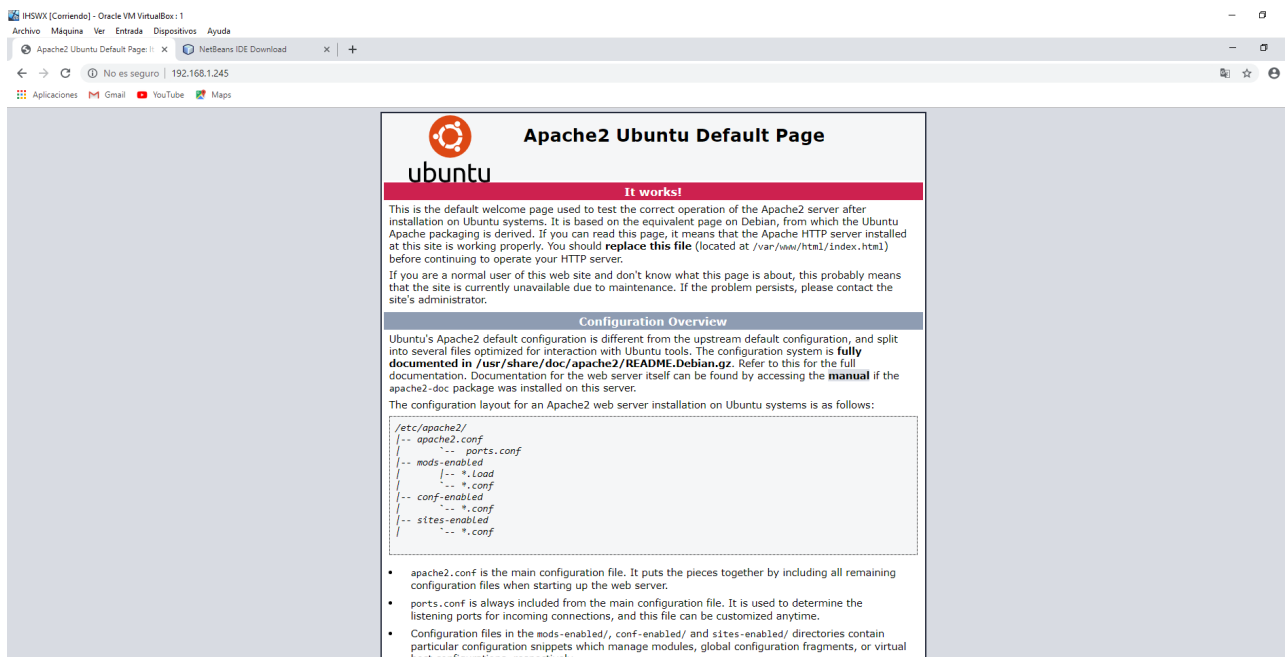 IHSWX [Corriendo] - Oracle VM VirtualBox : 1
Archivo Máquina Ver Entrada Dispositivos Ayuda
Apache2 Ubuntu Default Page: It NetBeans IDE Download
No es seguro | 192.168.1.245
Aplicaciones Gmail YouTube Maps
ubuntu
Apache2 Ubuntu Default Page
It works!
This is the default welcome page used to test the correct operation of the Apache2 server after
installation on Ubuntu systems. It is based on the equivalent page on Debian, from which the Ubuntu
Apache packaging is derived. If you can read this page, it means that the Apache HTTP server installed
at this site is working properly. You should replace this file (located at /var/www/html/index.html)
before continuing to operate your HTTP server.
If you are a normal user of this web site and don't know what this page is about, this probably means
that the site is currently unavailable due to maintenance. If the problem persists, please contact the
site's administrator.
Configuration Overview
Ubuntu's Apache2 default configuration is different from the upstream default configuration, and split
into several files optimized for interaction with Ubuntu tools. The configuration system is fully
documented in /usr/share/doc/apache2/README.Debian.gz. Refer to this for the full
documentation. Documentation for the web server itself can be found by accessing the manual if the
apache2-doc package was installed on this server.
The configuration layout for an Apache2 web server installation on Ubuntu systems is as follows:
/etc/apache2/
|-- apache2.conf
| `-- ports.conf
|-- mods-enabled
| |-- *.load
| `-- *.conf
|-- conf-enabled
| `-- *.conf
|-- sites-enabled
| `-- *.conf
• apache2.conf is the main configuration file. It puts the pieces together by including all remaining
configuration files when starting up the web server.
• ports.conf is always included from the main configuration file. It is used to determine the
listening ports for incoming connections, and this file can be customized anytime.
• Configuration files in the mods-enabled/, conf-enabled/ and sites-enabled/ directories contain
particular configuration snippets which manage modules, global configuration fragments, or virtual